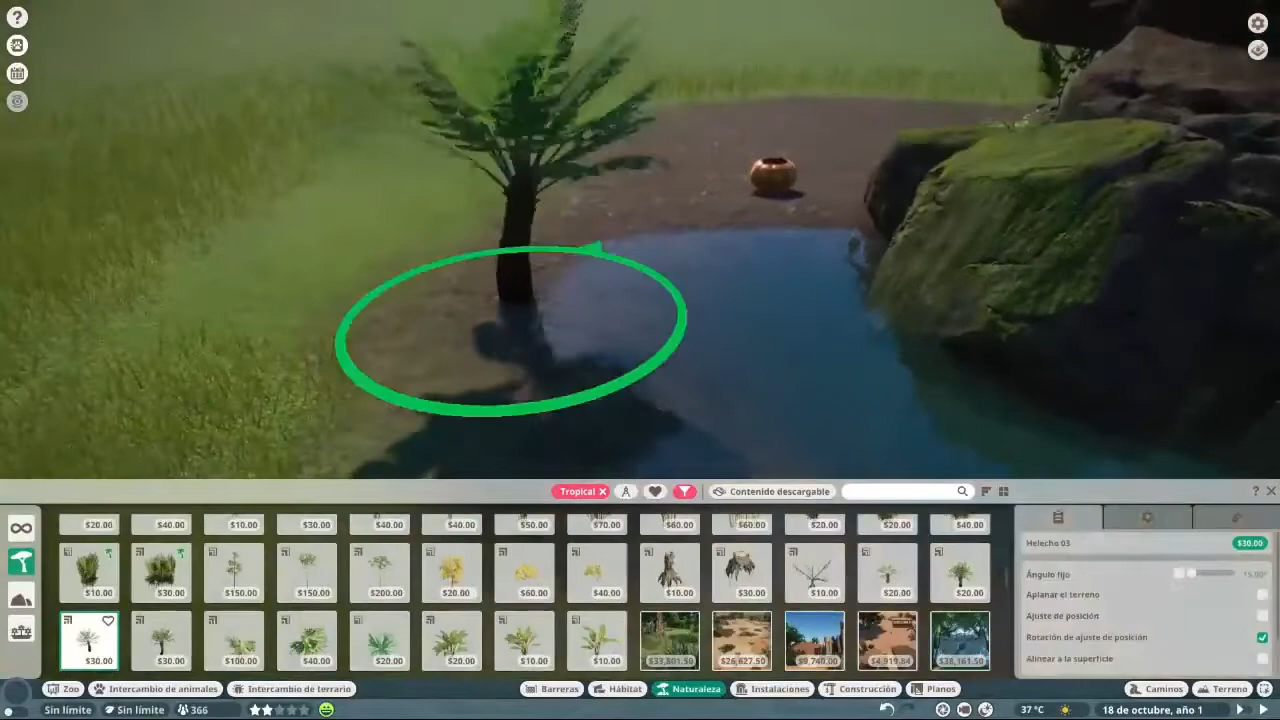 ?
Tropical ×
Contenido descargable
? ×
$20.00 $40.00 $10.00 $30.00 $40.00 $40.00 $50.00 $70.00 $60.00 $60.00 $20.00 $20.00 $40.00
Helecho 03 $30.00
$10.00 $30.00 $150.00 $150.00 $200.00 $20.00 $60.00 $40.00 $10.00 $30.00 $10.00 $20.00 $20.00
Ángulo fijo 15.00°
Aplanar el terreno
Ajuste de posición
Rotación de ajuste de posición
Alinear a la superficie
$30.00 $30.00 $100.00 $40.00 $20.00 $20.00 $10.00 $10.00 $33,801.50 $26,627.50 $9,740.00 $4,919.84 $38,161.50
Zoo Intercambio de animales Intercambio de terrario Barreras Hábitat Naturaleza Instalaciones Construcción Planos Caminos Terreno
Sin límite Sin límite 366 37 °C 18 de octubre, año 1